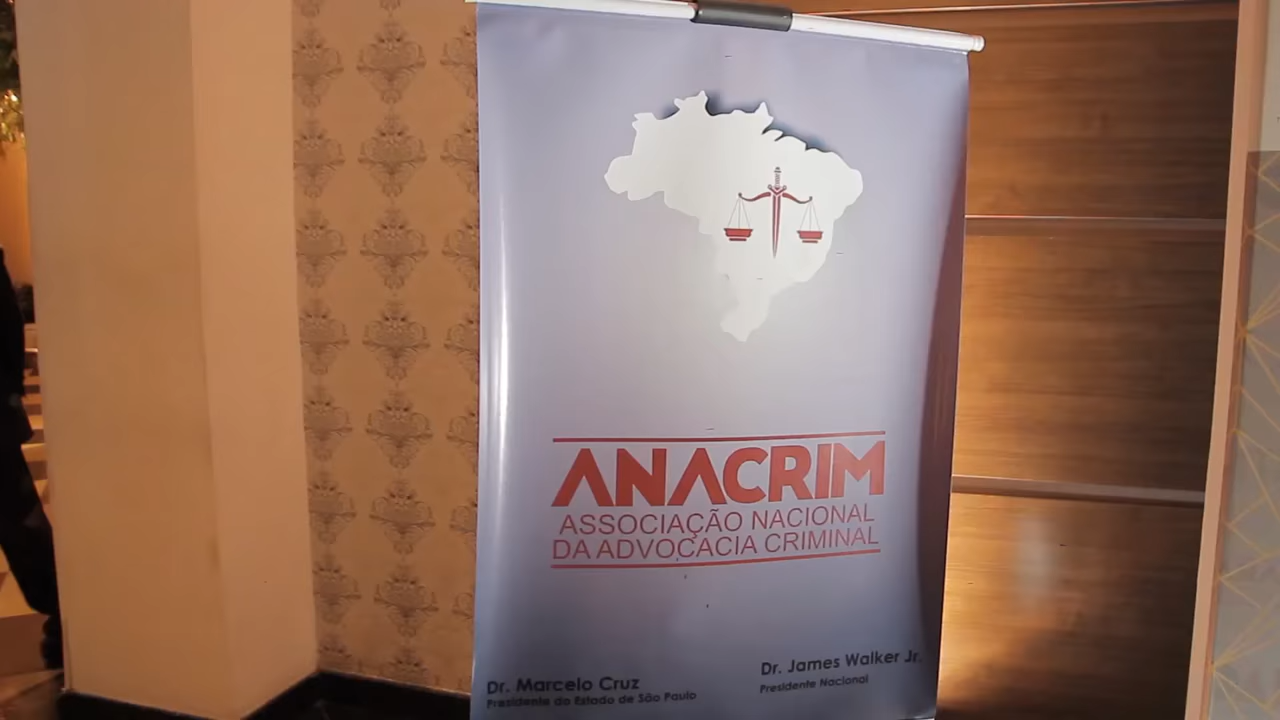 ANACRIM
ASSOCIAÇÃO NACIONAL
DA ADVOCACIA CRIMINAL
Dr. Marcelo Cruz
Presidente do Estado de São Paulo
Dr. James Walker Jr.
Presidente Nacional